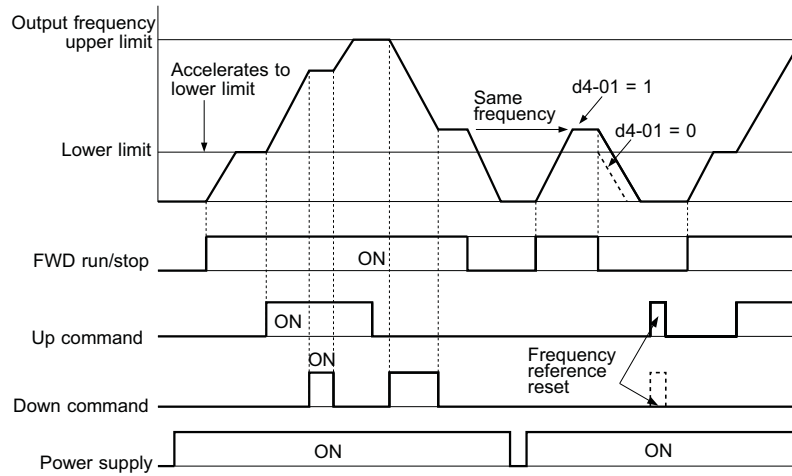 Output frequency
upper limit
Accelerates to
lower limit
Same
frequency
d4-01 = 1
d4-01 = 0
Lower limit
FWD run/stop
ON
Up command
ON
ON
Frequency
reference
reset
Down command
Power supply
ON
ON